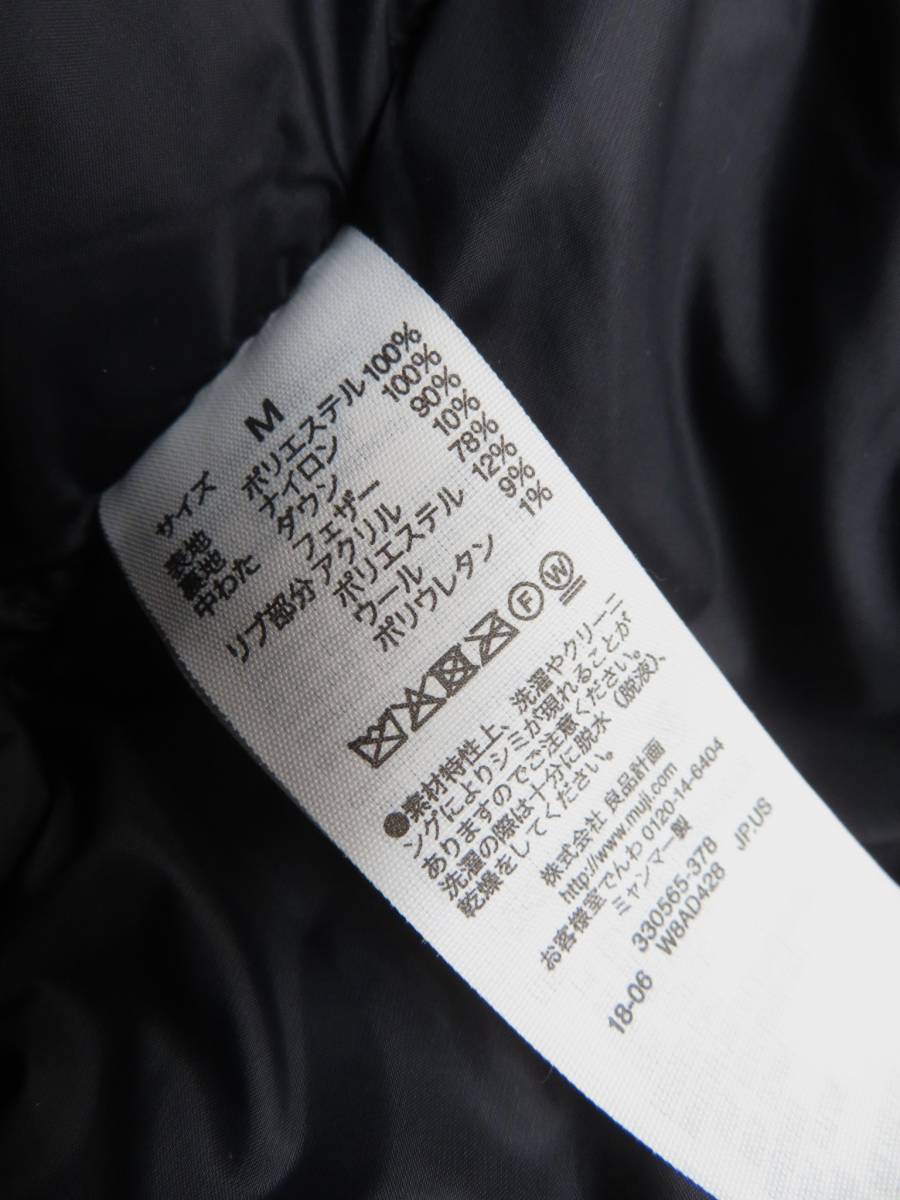 サイズ M
表地 ポリエステル 100%
裏地 ナイロン 100%
中わた ダウン 90%
フェザー 10%
リブ部分 アクリル 78%
ポリエステル 12%
ウール 9%
ポリウレタン 1%
F W
●素材特性上、洗濯やクリーニ
ングによりシミが現れることが
ありますのでご注意ください。
洗濯の際は十分に脱水（脱液）、
乾燥をしてください。
株式会社 良品計画
http://www.muji.com
お客様室でんわ 0120-14-6404
ミャンマー製
330565-378
18-06 W8AD428 JP.US